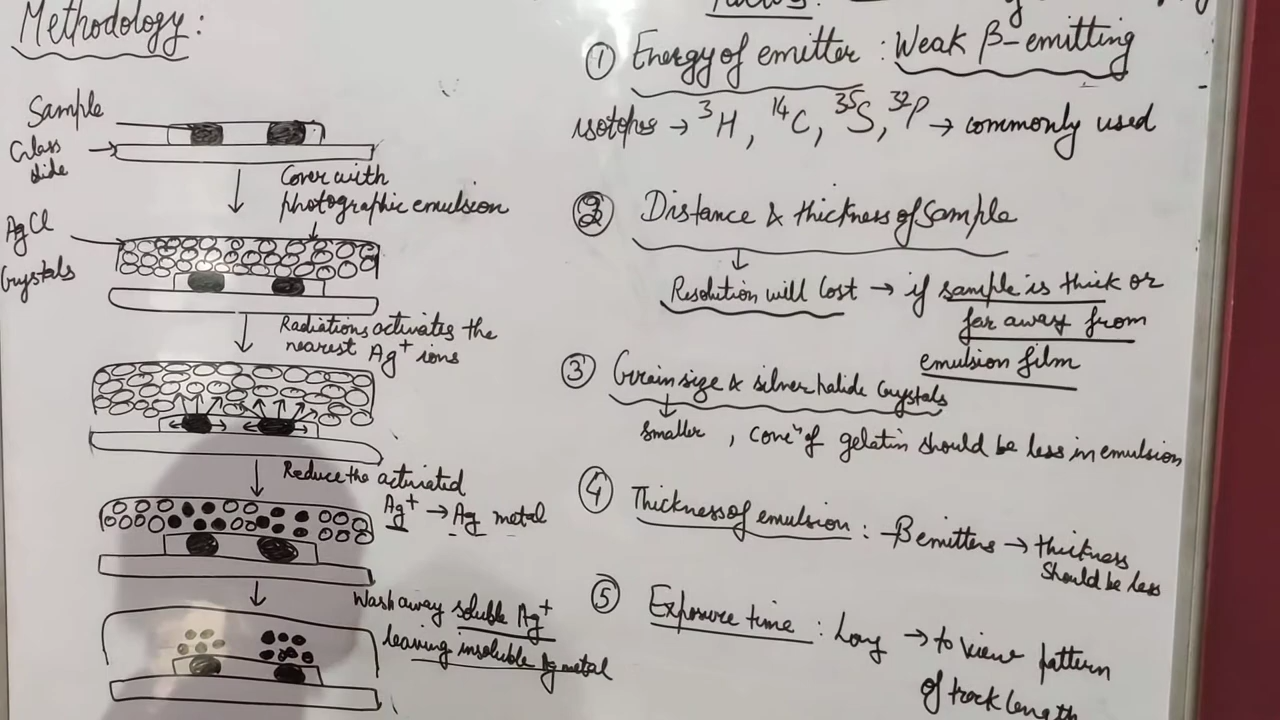 Methodology:
Sample
Glass
slide
Cover with
photographic emulsion
AgCl
Crystals
Radiations activates the
nearest Ag⁺ ions
Reduce the activated
Ag⁺ → Ag metal
Wash away soluble Ag⁺
leaving insoluble Ag metal
① Energy of emitter : Weak β-emitting
isotopes → ³H, ¹⁴C, ³⁵S, ³²P → commonly used
② Distance & thickness of Sample
Resolution will lost → if sample is thick or
far away from
emulsion film
③ Grain size & silver halide Crystals
smaller , concⁿ of gelatin should be less in emulsion
④ Thickness of emulsion : - B emitters → thickness
Should be less
⑤ Exposure time : Long → to view pattern
of track length